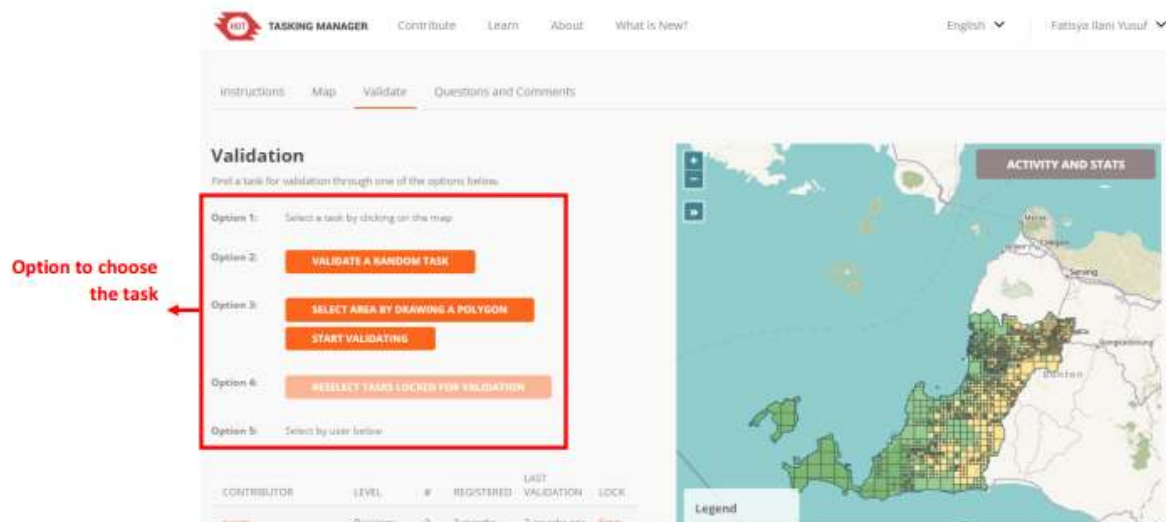 HOT TASKING MANAGER Contribute Learn About What is New? English Fatisya Ilani Yusuf
Instructions Map Validate Questions and Comments
Validation
Find a task for validation through one of the options below.
Option 1: Select a task by clicking on the map
Option 2: VALIDATE A RANDOM TASK
Option 3: SELECT AREA BY DRAWING A POLYGON
START VALIDATING
Option 4: RESELECT TASKS LOCKED FOR VALIDATION
Option 5: Select by user below
CONTRIBUTOR LEVEL # REGISTERED LAST VALIDATION LOCK
Option to choose
the task
+
−
»
ACTIVITY AND STATS
Merak
Cilegon
Serang
Banten
Legend